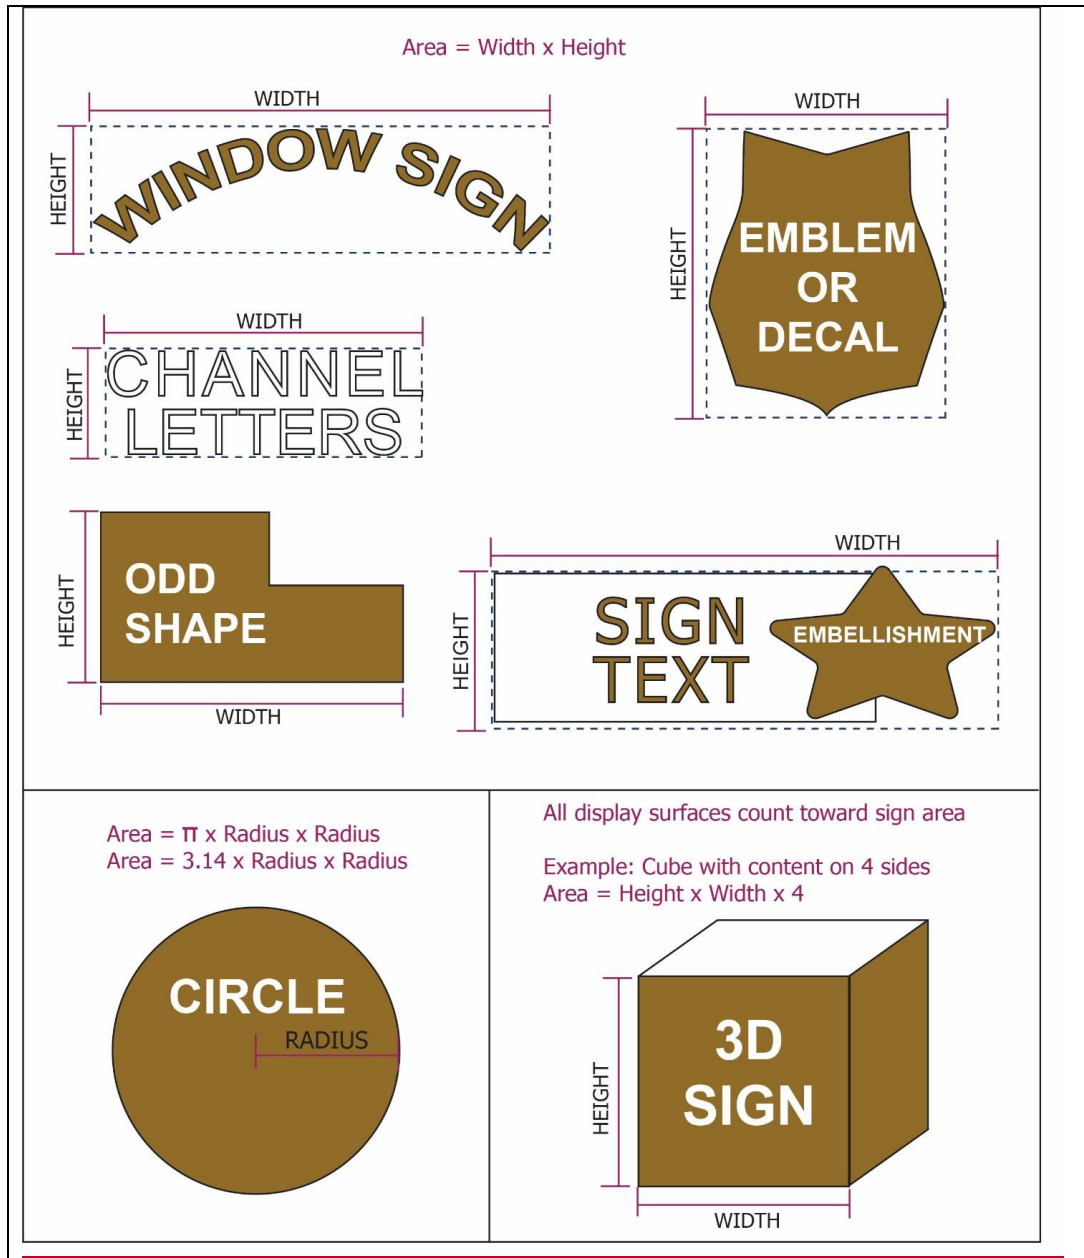 Area = Width x Height
WIDTH
HEIGHT
WINDOW SIGN
WIDTH
HEIGHT
EMBLEM
OR
DECAL
WIDTH
HEIGHT
CHANNEL
LETTERS
HEIGHT
ODD
SHAPE
WIDTH
WIDTH
HEIGHT
SIGN
TEXT
EMBELLISHMENT
Area = π x Radius x Radius
Area = 3.14 x Radius x Radius
CIRCLE
RADIUS
All display surfaces count toward sign area
Example: Cube with content on 4 sides
Area = Height x Width x 4
3D
SIGN
HEIGHT
WIDTH